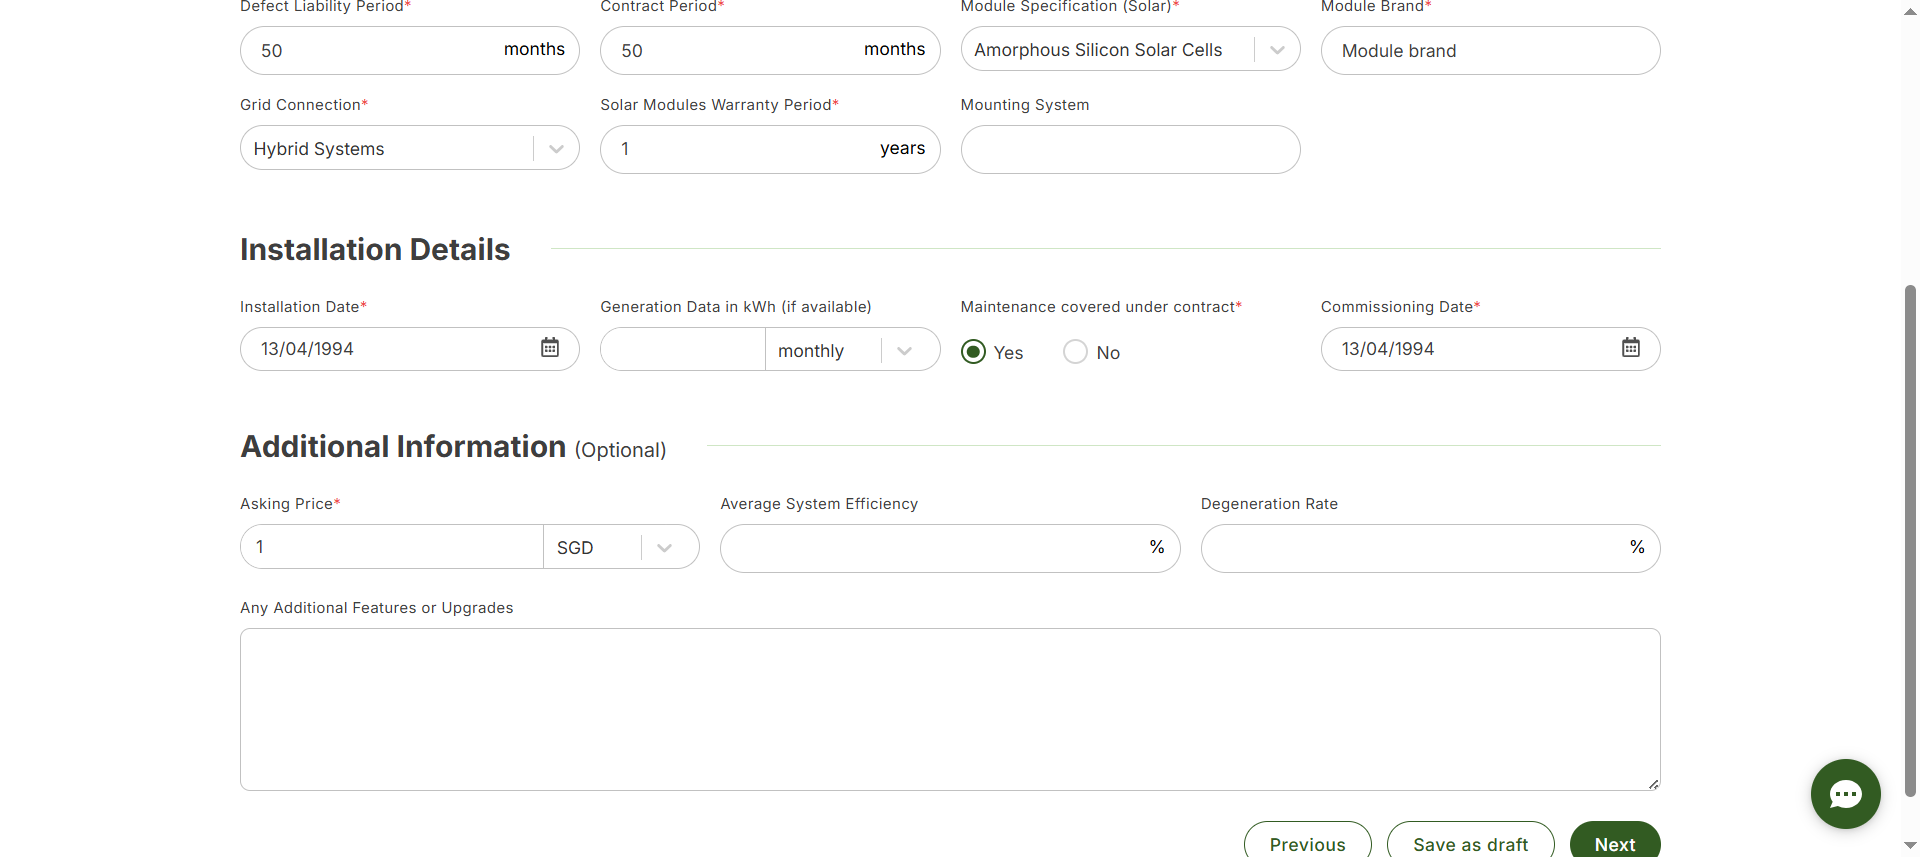 Defect Liability Period* Contract Period* Module Specification (Solar)* Module Brand*
50 months 50 months Amorphous Silicon Solar Cells Module brand
Grid Connection* Solar Modules Warranty Period* Mounting System
Hybrid Systems 1 years
Installation Details
Installation Date* Generation Data in kWh (if available) Maintenance covered under contract* Commissioning Date*
13/04/1994 monthly Yes No 13/04/1994
Additional Information (Optional)
Asking Price* Average System Efficiency Degeneration Rate
1 SGD % %
Any Additional Features or Upgrades
Previous Save as draft Next